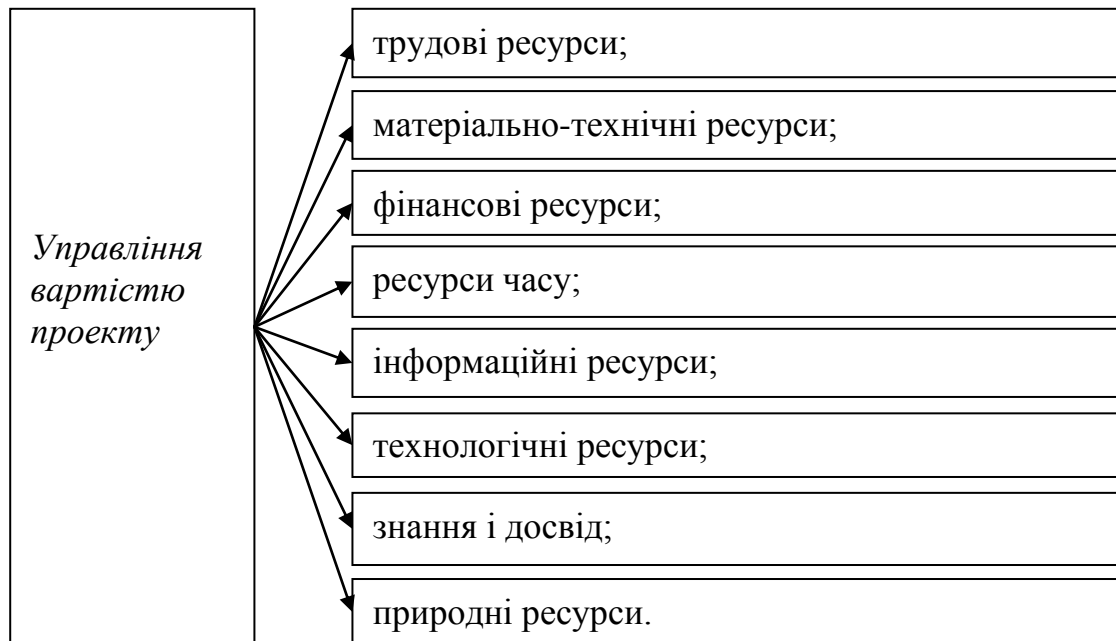 Управління
вартістю
проекту
трудові ресурси;
матеріально-технічні ресурси;
фінансові ресурси;
ресурси часу;
інформаційні ресурси;
технологічні ресурси;
знання і досвід;
природні ресурси.